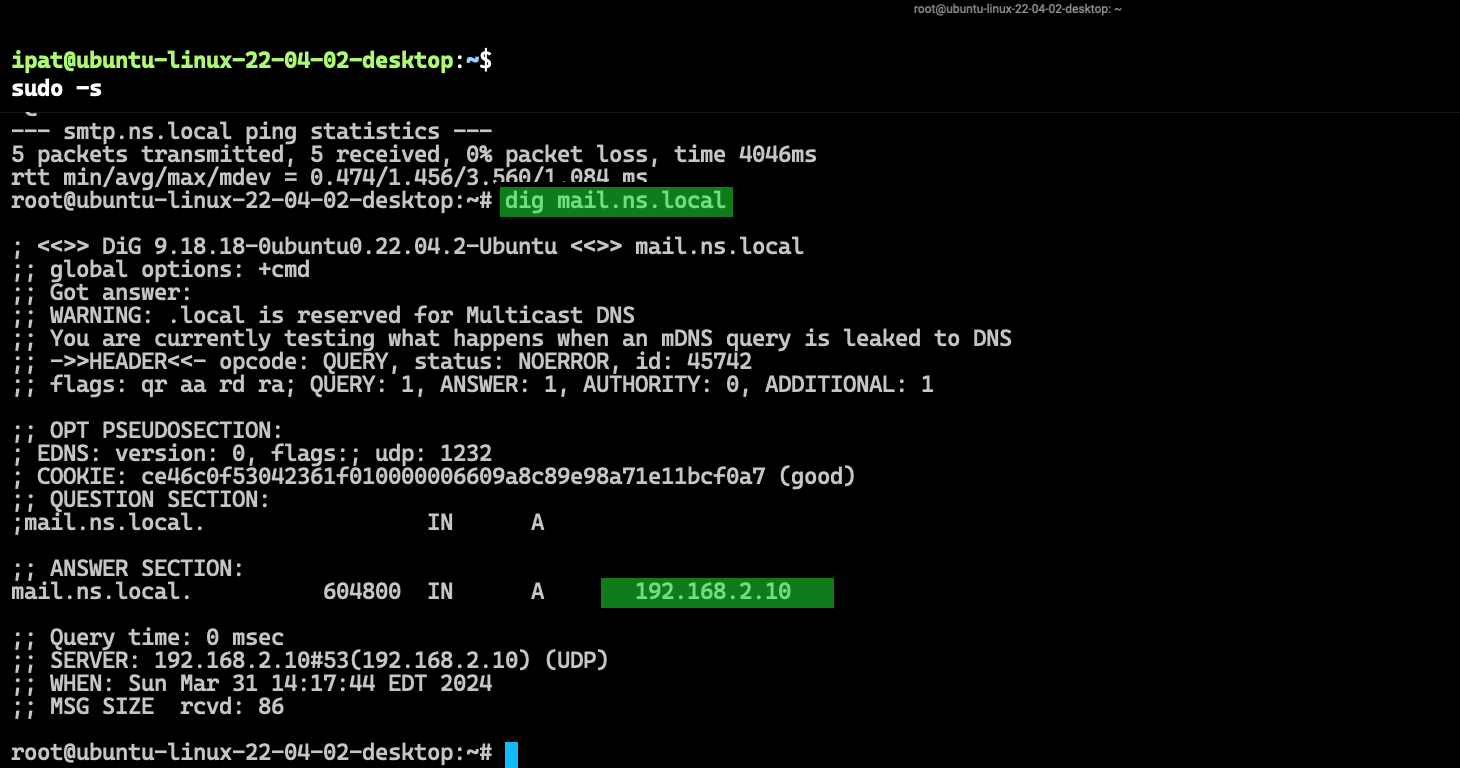 root@ubuntu-linux-22-04-02-desktop: ~
ipat@ubuntu-linux-22-04-02-desktop:~$
sudo -s
--- smtp.ns.local ping statistics ---
5 packets transmitted, 5 received, 0% packet loss, time 4046ms
rtt min/avg/max/mdev = 0.474/1.456/3.560/1.084 ms
root@ubuntu-linux-22-04-02-desktop:~# dig mail.ns.local
; <<>> DiG 9.18.18-0ubuntu0.22.04.2-Ubuntu <<>> mail.ns.local
;; global options: +cmd
;; Got answer:
;; WARNING: .local is reserved for Multicast DNS
;; You are currently testing what happens when an mDNS query is leaked to DNS
;; ->>HEADER<<- opcode: QUERY, status: NOERROR, id: 45742
;; flags: qr aa rd ra; QUERY: 1, ANSWER: 1, AUTHORITY: 0, ADDITIONAL: 1
;; OPT PSEUDOSECTION:
; EDNS: version: 0, flags:; udp: 1232
; COOKIE: ce46c0f53042361f010000006609a8c89e98a71e11bcf0a7 (good)
;; QUESTION SECTION:
;mail.ns.local. IN A
;; ANSWER SECTION:
mail.ns.local. 604800 IN A 192.168.2.10
;; Query time: 0 msec
;; SERVER: 192.168.2.10#53(192.168.2.10) (UDP)
;; WHEN: Sun Mar 31 14:17:44 EDT 2024
;; MSG SIZE rcvd: 86
root@ubuntu-linux-22-04-02-desktop:~#